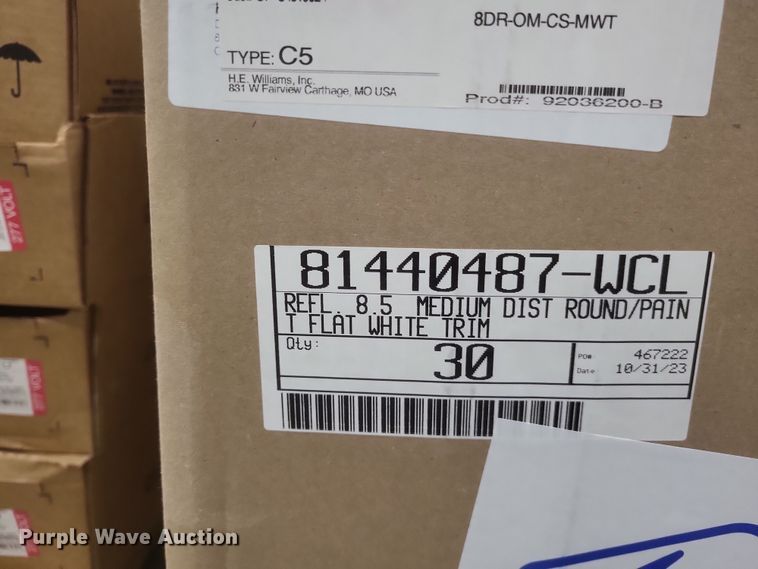 8DR-OM-CS-MWT
TYPE: C5
H.E. Williams, Inc.
831 W Fairview Carthage, MO USA
Prod#: 92036200-B
277 VOLT
81440487-WCL
REFL. 8.5 MEDIUM DIST ROUND/PAIN
T FLAT WHITE TRIM
Qty:
30
PO# 467222
Date 10/31/23
277 VOLT
Purple Wave Auction